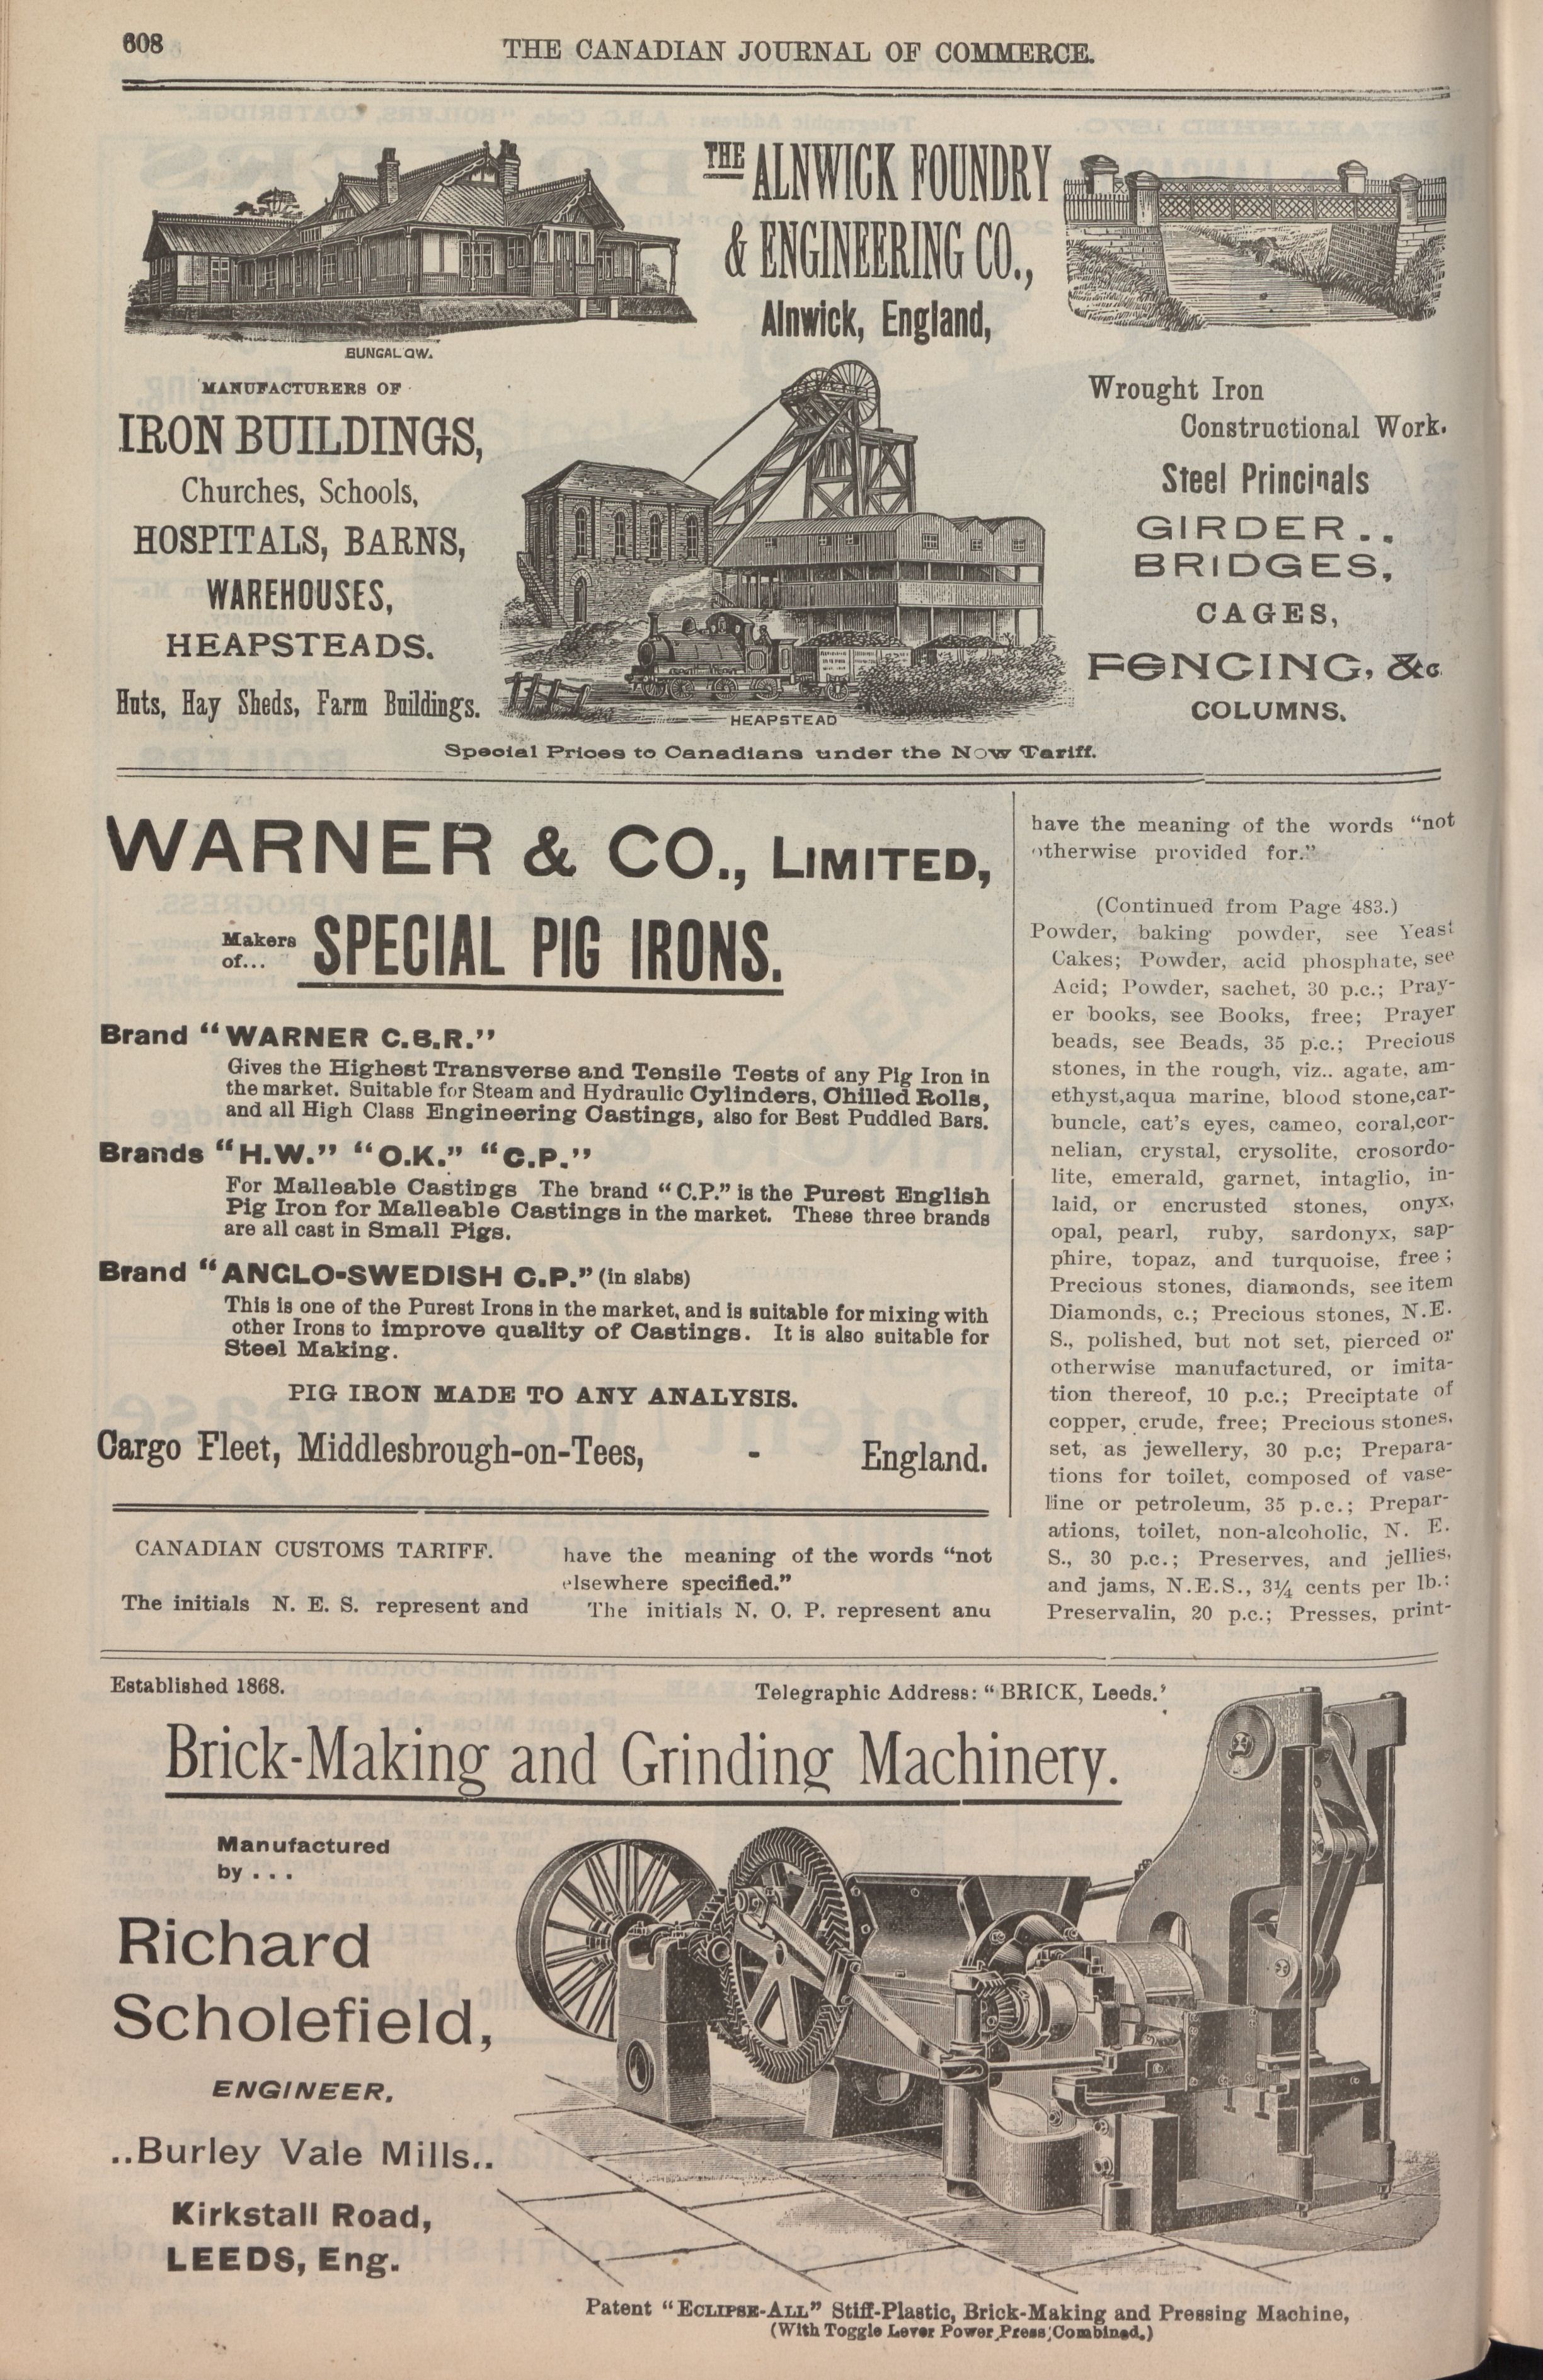 608
THE CANADIAN JOURNAL OF COMMERCE.
THE ALNWICK FOUNDRY
& ENGINEERING CO.,
Alnwick, England,
BUNGALOW.
MANUFACTURERS OF
IRON BUILDINGS,
Churches, Schools,
HOSPITALS, BARNS,
WAREHOUSES,
HEAPSTEADS.
Huts, Hay Sheds, Farm Buildings.
HEAPSTEAD
Wrought Iron
Constructional Work.
Steel Principals
GIRDER..
BRIDGES,
CAGES,
FENCING, &c.
COLUMNS.
Special Prices to Canadians under the Now Tariff.
WARNER & CO., LIMITED,
Makers
of...
SPECIAL PIG IRONS.
Brand "WARNER C.B.R."
Gives the Highest Transverse and Tensile Tests of any Pig Iron in
the market. Suitable for Steam and Hydraulic Cylinders, Chilled Rolls,
and all High Class Engineering Castings, also for Best Puddled Bars.
Brands "H.W." "O.K." "C.P."
For Malleable Castings The brand "C.P." is the Purest English
Pig Iron for Malleable Castings in the market. These three brands
are all cast in Small Pigs.
Brand "ANGLO-SWEDISH C.P." (in slabs)
This is one of the Purest Irons in the market, and is suitable for mixing with
other Irons to improve quality of Castings. It is also suitable for
Steel Making.
PIG IRON MADE TO ANY ANALYSIS.
Cargo Fleet, Middlesbrough-on-Tees, - England.
CANADIAN CUSTOMS TARIFF.
The initials N. E. S. represent and
have the meaning of the words "not
elsewhere specified."
The initials N. O. P. represent and
have the meaning of the words "not
otherwise provided for."
(Continued from Page 483.)
Powder, baking powder, see Yeast
Cakes; Powder, acid phosphate, see
Acid; Powder, sachet, 30 p.c.; Pray-
er books, see Books, free; Prayer
beads, see Beads, 35 p.c.; Precious
stones, in the rough, viz.. agate, am-
ethyst,aqua marine, blood stone,car-
buncle, cat's eyes, cameo, coral,cor-
nelian, crystal, crysolite, crosordo-
lite, emerald, garnet, intaglio, in-
laid, or encrusted stones, onyx,
opal, pearl, ruby, sardonyx, sap-
phire, topaz, and turquoise, free;
Precious stones, diamonds, see item
Diamonds, c.; Precious stones, N.E.
S., polished, but not set, pierced or
otherwise manufactured, or imita-
tion thereof, 10 p.c.; Preciptate of
copper, crude, free; Precious stones,
set, as jewellery, 30 p.c; Prepara-
tions for toilet, composed of vase-
line or petroleum, 35 p.c.; Prepar-
ations, toilet, non-alcoholic, N. E.
S., 30 p.c.; Preserves, and jellies,
and jams, N.E.S., 3¼ cents per lb.;
Preservalin, 20 p.c.; Presses, print-
Established 1868.
Telegraphic Address: "BRICK, Leeds.'
Brick-Making and Grinding Machinery.
Manufactured
by...
Richard
Scholefield,
ENGINEER,
..Burley Vale Mills..
Kirkstall Road,
LEEDS, Eng.
Patent "ECLIPSE-ALL" Stiff-Plastic, Brick-Making and Pressing Machine,
(With Toggle Lever Power Press Combined.)